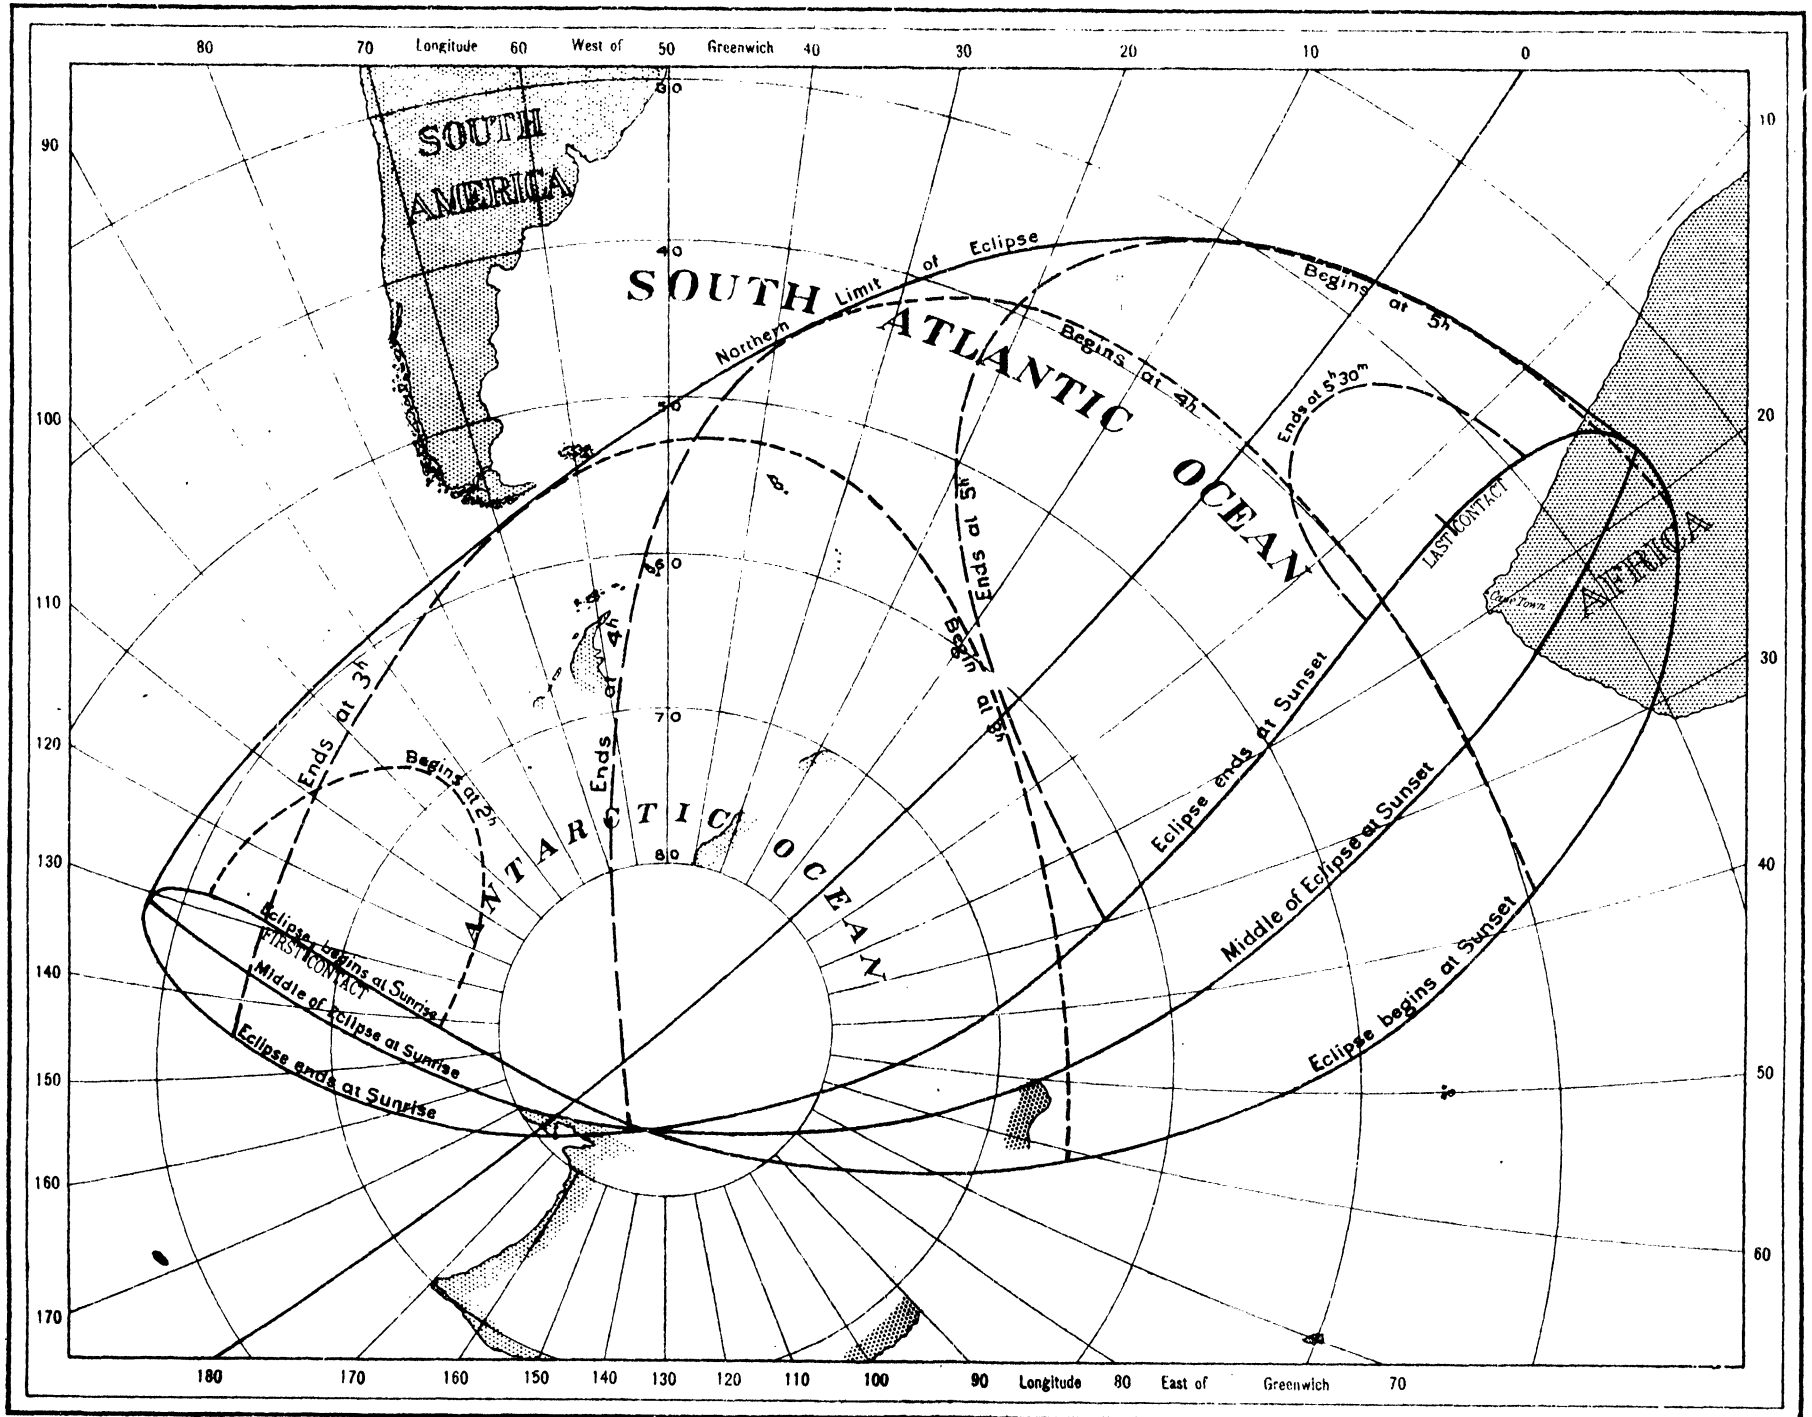 80 70 Longitude 60 West of 50 Greenwich 40 30 20 10 0
90
100
110
120
130
140
150
160
170
10
20
30
40
50
60
180 170 160 150 140 130 120 110 100 90 Longitude 80 East of Greenwich 70
30
40
50
60
70
80
SOUTH
AMERICA
SOUTH
ATLANTIC
OCEAN
AFRICA
Cape Town
ANTARCTIC OCEAN
Northern Limit of Eclipse
Begins at 5h
Begins at 4h
Ends at 5h 30m
Ends at 5h
Begin at 3h
LAST CONTACT
Ends at 4h
Ends at 3h
Begins at 2h
Eclipse begins at Sunrise
FIRST CONTACT
Middle of Eclipse at Sunrise
Eclipse ends at Sunrise
Eclipse ends at Sunset
Middle of Eclipse at Sunset
Eclipse begins at Sunset